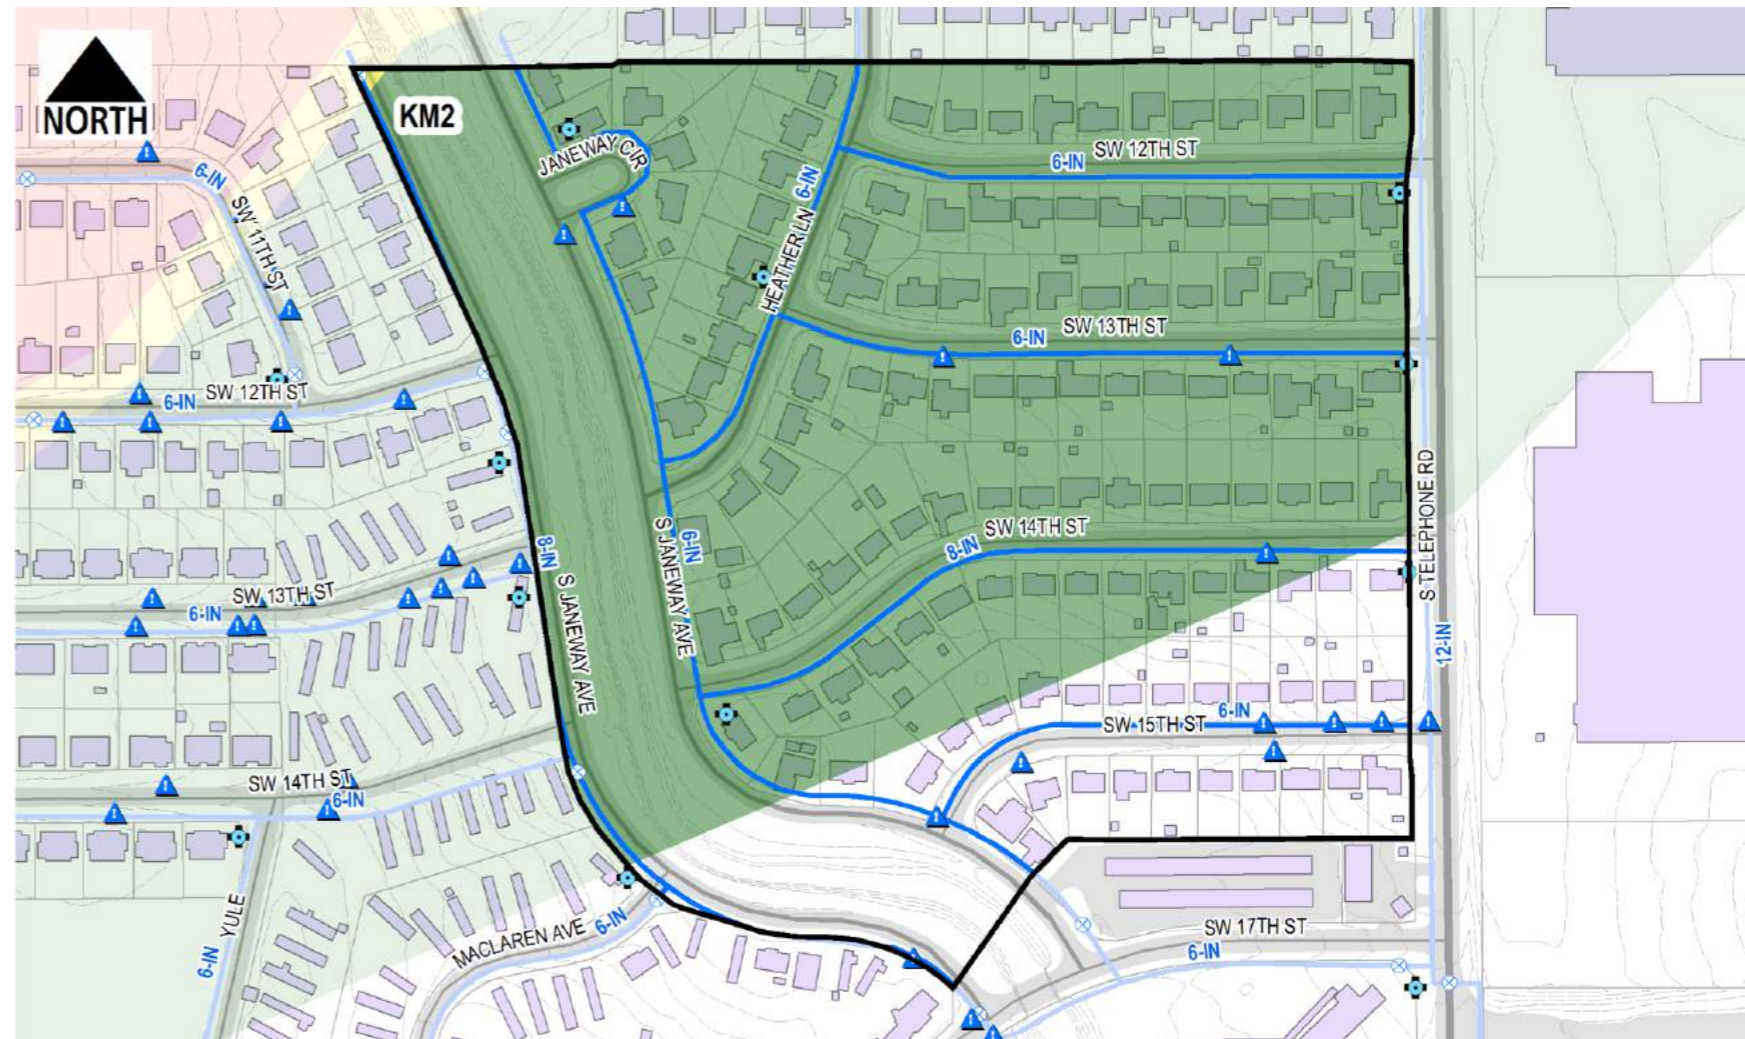 NORTH
KM2
JANEWAY CIR
6-IN
SW 11TH ST
6-IN
SW 12TH ST
6-IN
HEATHER LN
6-IN
SW 12TH ST
6-IN
SW 13TH ST
8-IN
S JANEWAY AVE
S JANEWAY AVE
6-IN
8-IN
SW 14TH ST
S TELEPHONE RD
12-IN
6-IN
SW 13TH ST
SW 15TH ST
6-IN
SW 14TH ST
6-IN
YULE
6-IN
MACLAREN AVE
6-IN
SW 17TH ST
6-IN